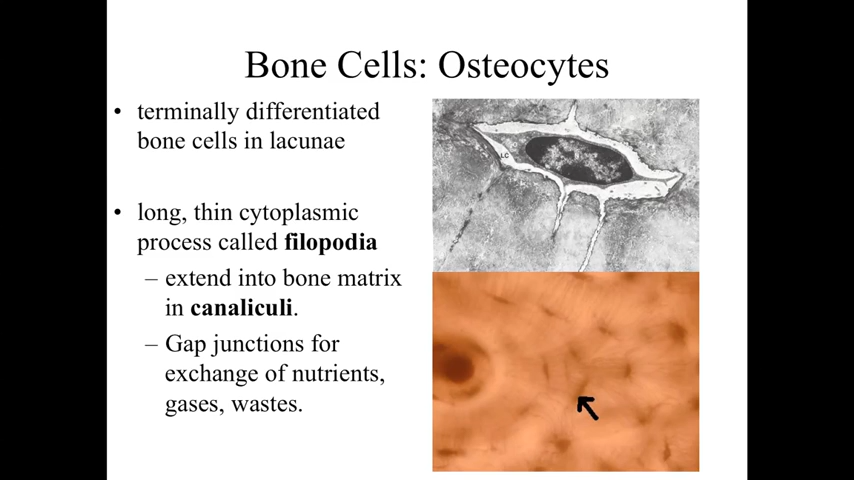 Bone Cells: Osteocytes
• terminally differentiated
bone cells in lacunae
• long, thin cytoplasmic
process called filopodia
– extend into bone matrix
in canaliculi.
– Gap junctions for
exchange of nutrients,
gases, wastes.
LC